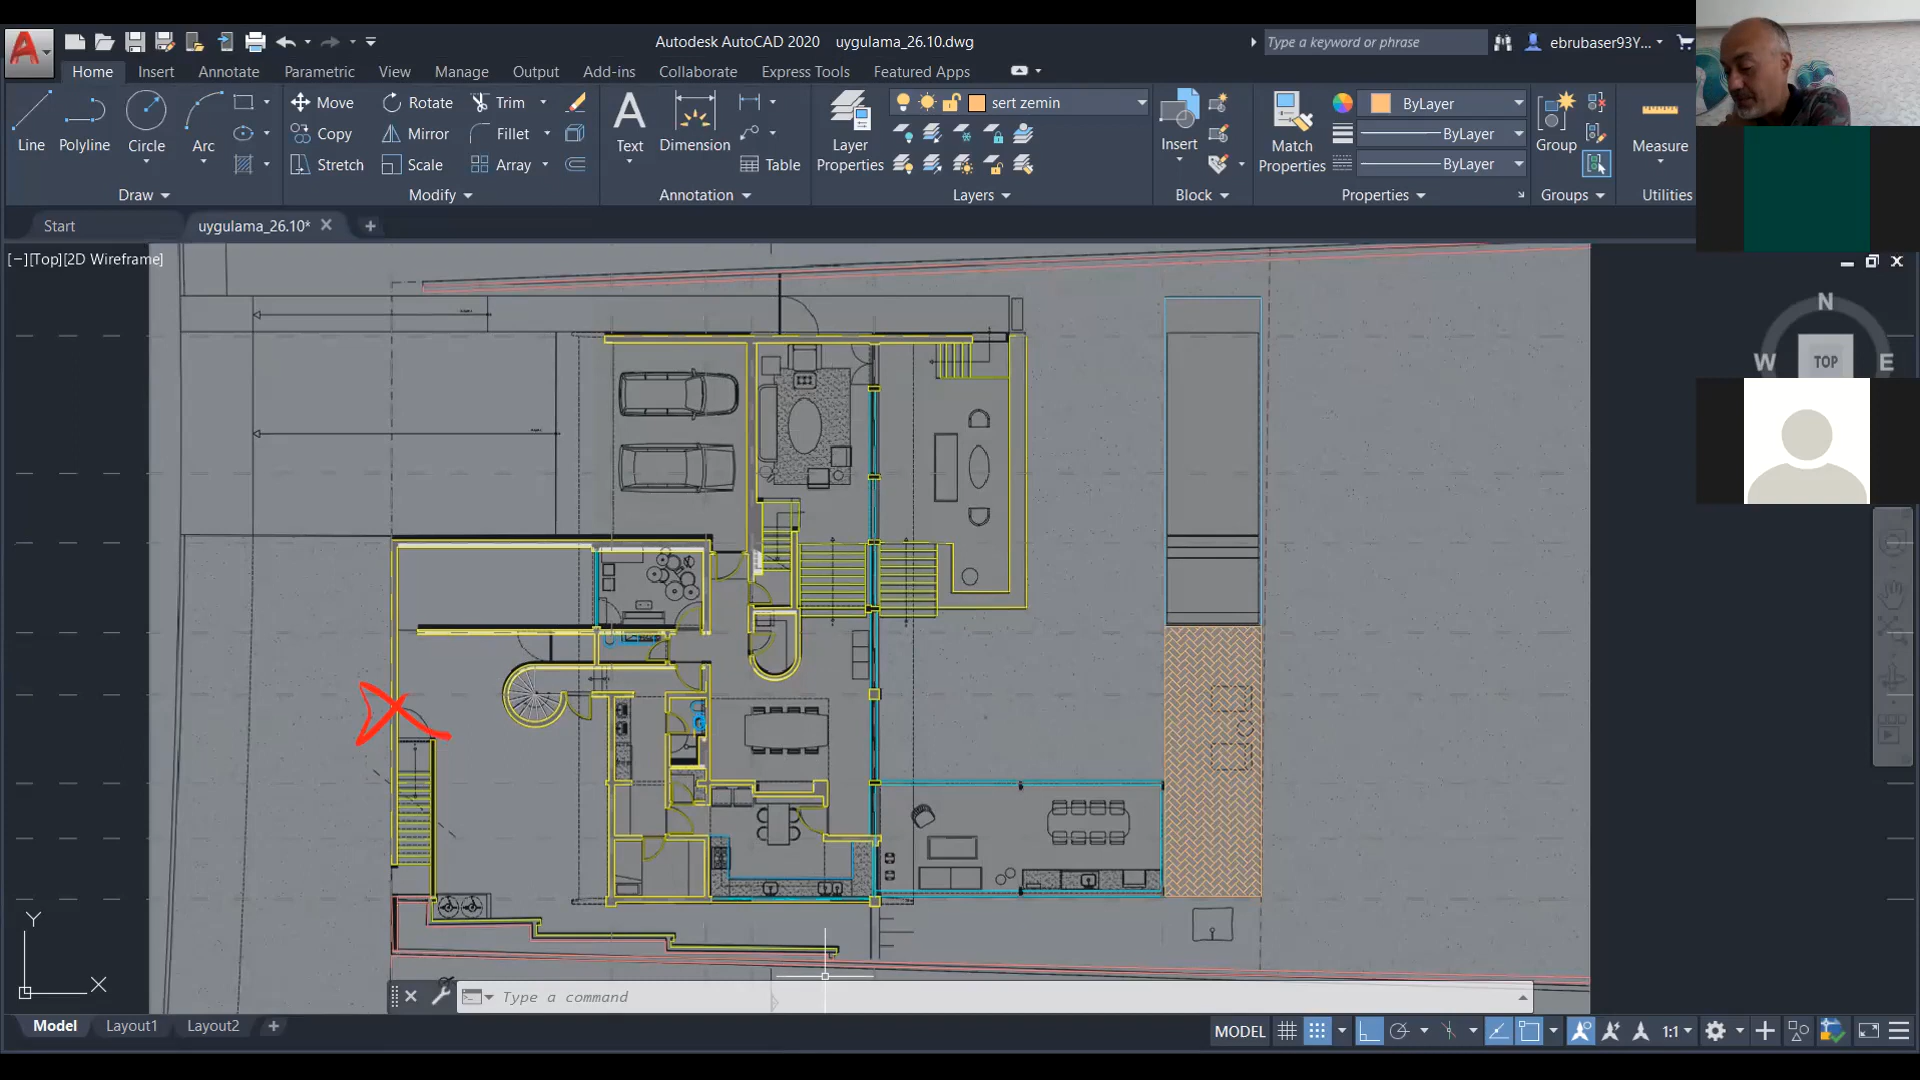 Autodesk AutoCAD 2020 uygulama_26.10.dwg
Type a keyword or phrase
ebrubaser93Y...
Home Insert Annotate Parametric View Manage Output Add-ins Collaborate Express Tools Featured Apps
Line
Polyline
Circle
Arc
Draw
Move
Rotate
Trim
Copy
Mirror
Fillet
Stretch
Scale
Array
Modify
Text
Dimension
Table
Annotation
Layer
Properties
sert zemin
Layers
Insert
Block
Match
Properties
ByLayer
ByLayer
ByLayer
Properties
Group
Groups
Measure
Utilities
Start
uygulama_26.10*
[−][Top][2D Wireframe]
N
W
TOP
E
Y
X
Type a command
Model
Layout1
Layout2
MODEL
1:1